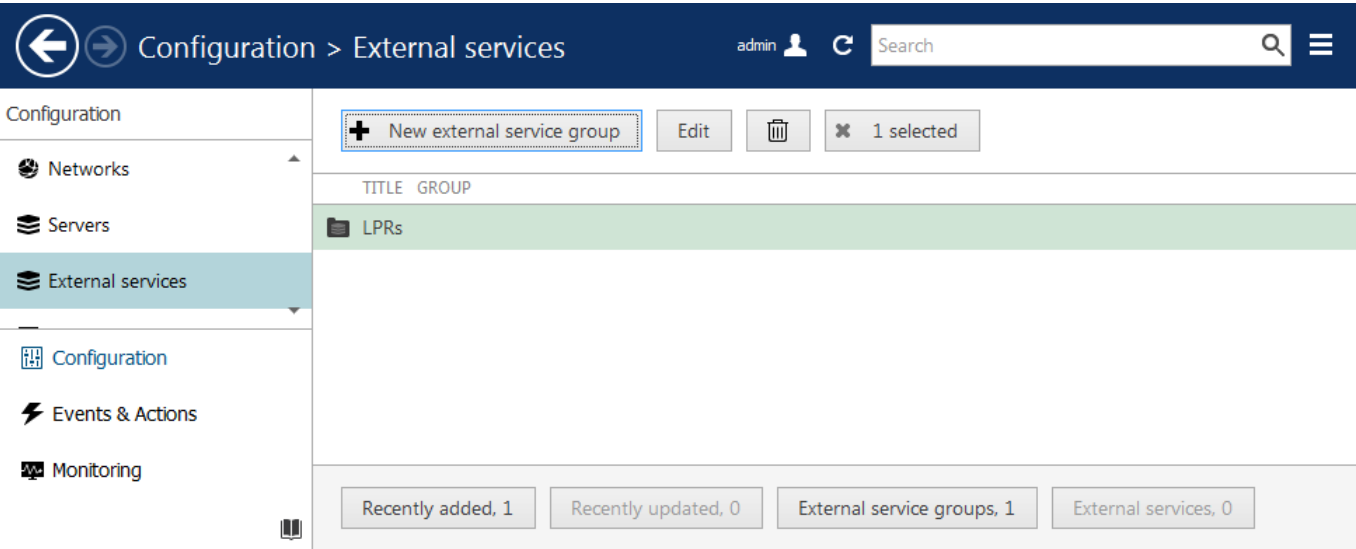 Configuration > External services
admin
Search
Configuration
Networks
Servers
External services
Configuration
Events & Actions
Monitoring
New external service group
Edit
1 selected
TITLE GROUP
LPRs
Recently added, 1
Recently updated, 0
External service groups, 1
External services, 0